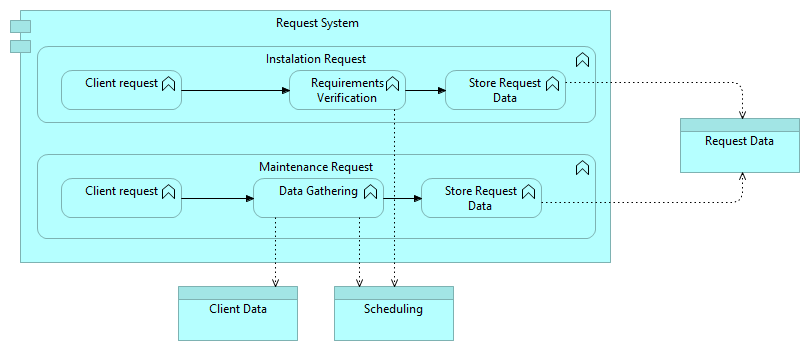 Request System
Instalation Request
Client request
Requirements
Verification
Store Request
Data
Request Data
Maintenance Request
Client request
Data Gathering
Store Request
Data
Client Data
Scheduling